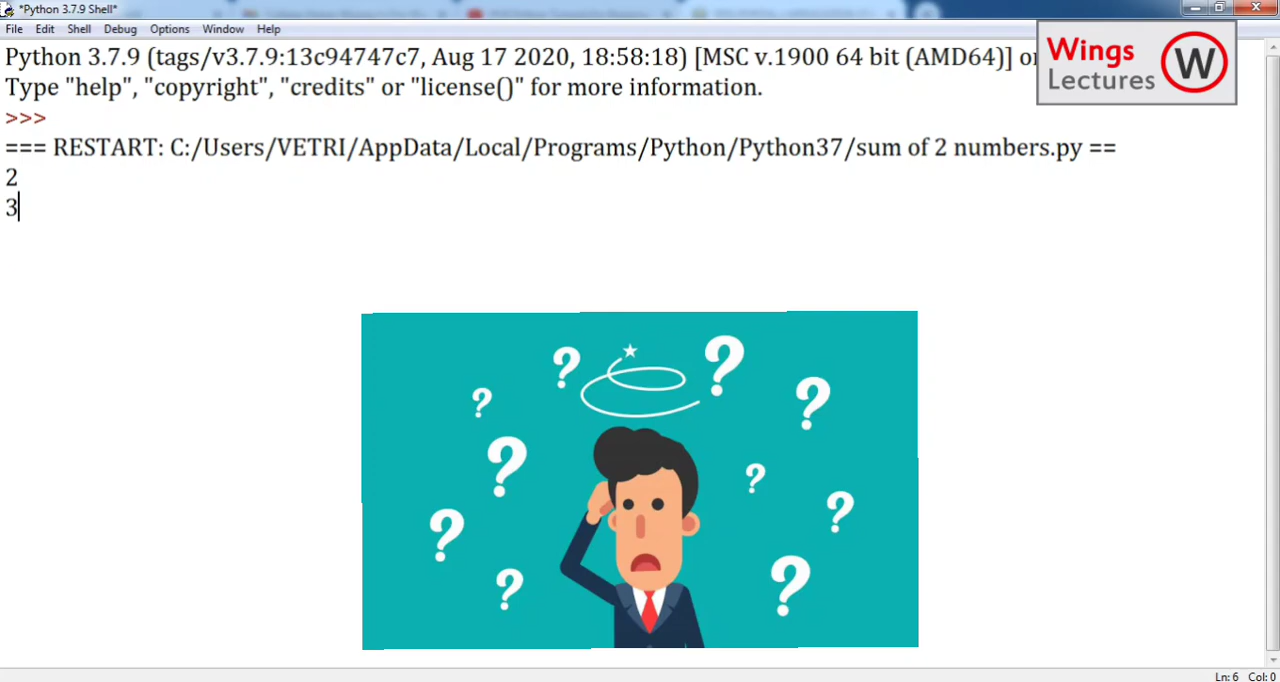 *Python 3.7.9 Shell*
File Edit Shell Debug Options Window Help
Python 3.7.9 (tags/v3.7.9:13c94747c7, Aug 17 2020, 18:58:18) [MSC v.1900 64 bit (AMD64)] on
Wings
Lectures
W
Type "help", "copyright", "credits" or "license()" for more information.
>>>
=== RESTART: C:/Users/VETRI/AppData/Local/Programs/Python/Python37/sum of 2 numbers.py ==
2
3
? ? ? ? ? ? ? ? ? ?
Ln: 6 Col: 0